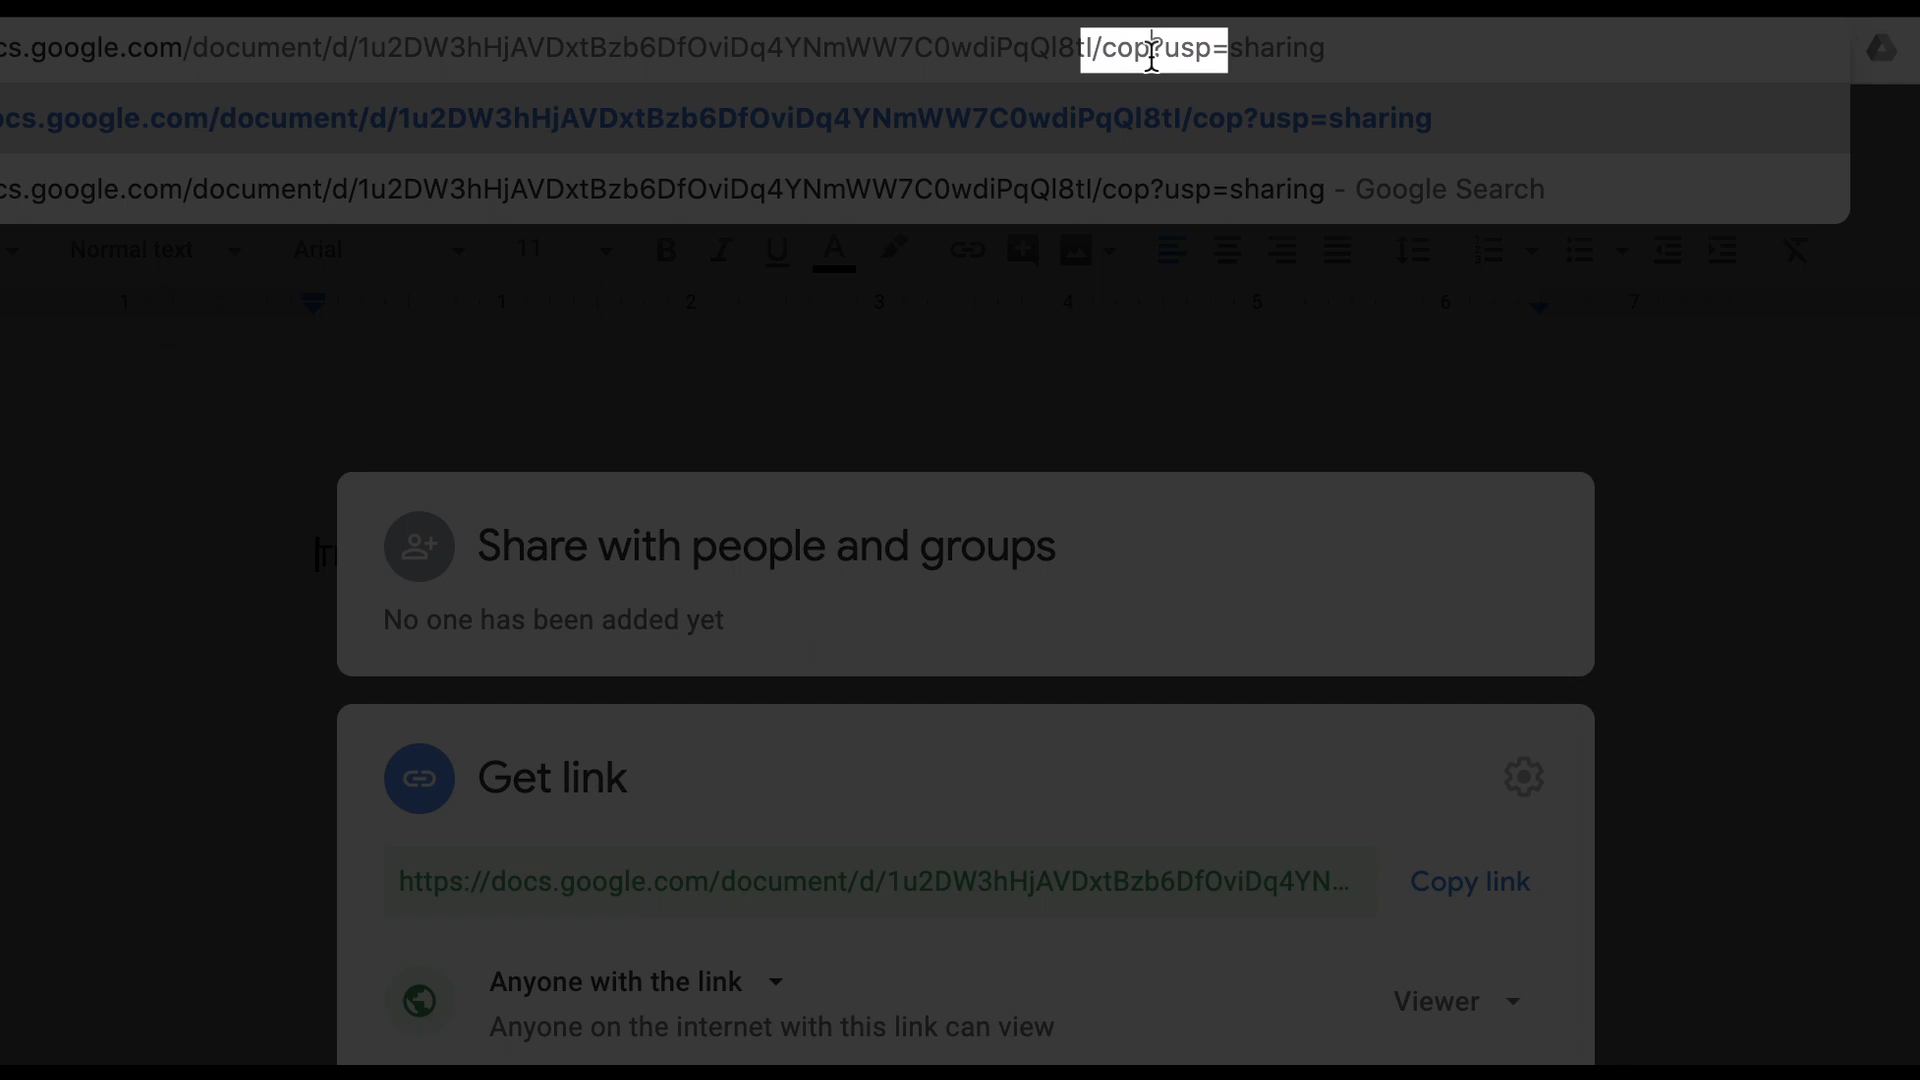 cs.google.com/document/d/1u2DW3hHjAVDxtBzb6DfOviDq4YNmWW7C0wdiPqQl8tI/cop?usp=sharing
ocs.google.com/document/d/1u2DW3hHjAVDxtBzb6DfOviDq4YNmWW7C0wdiPqQl8tI/cop?usp=sharing
cs.google.com/document/d/1u2DW3hHjAVDxtBzb6DfOviDq4YNmWW7C0wdiPqQl8tI/cop?usp=sharing - Google Search
Normal text Arial 11 B I U A
1 1 2 3 4 5 6 7
Share with people and groups
No one has been added yet
Get link
https://docs.google.com/document/d/1u2DW3hHjAVDxtBzb6DfOviDq4YN... Copy link
Anyone with the link
Viewer
Anyone on the internet with this link can view